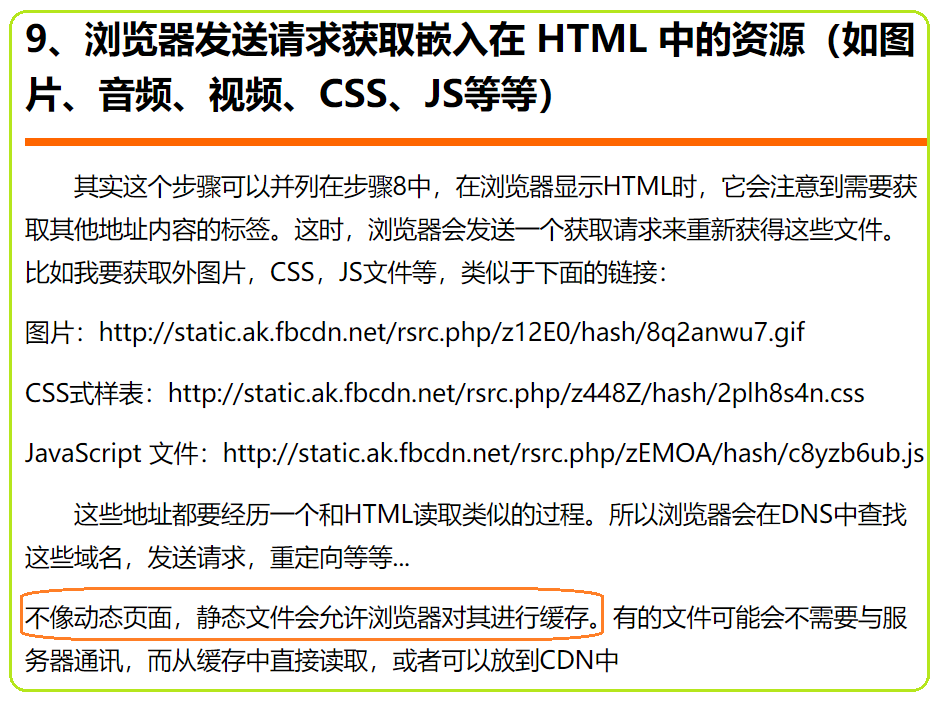 9、浏览器发送请求获取嵌入在 HTML 中的资源（如图
片、音频、视频、CSS、JS等等）
其实这个步骤可以并列在步骤8中，在浏览器显示HTML时，它会注意到需要获
取其他地址内容的标签。这时，浏览器会发送一个获取请求来重新获得这些文件。
比如我要获取外图片，CSS，JS文件等，类似于下面的链接：
图片：http://static.ak.fbcdn.net/rsrc.php/z12E0/hash/8q2anwu7.gif
CSS式样表：http://static.ak.fbcdn.net/rsrc.php/z448Z/hash/2plh8s4n.css
JavaScript 文件：http://static.ak.fbcdn.net/rsrc.php/zEMOA/hash/c8yzb6ub.js
这些地址都要经历一个和HTML读取类似的过程。所以浏览器会在DNS中查找
这些域名，发送请求，重定向等等...
不像动态页面，静态文件会允许浏览器对其进行缓存。有的文件可能会不需要与服
务器通讯，而从缓存中直接读取，或者可以放到CDN中